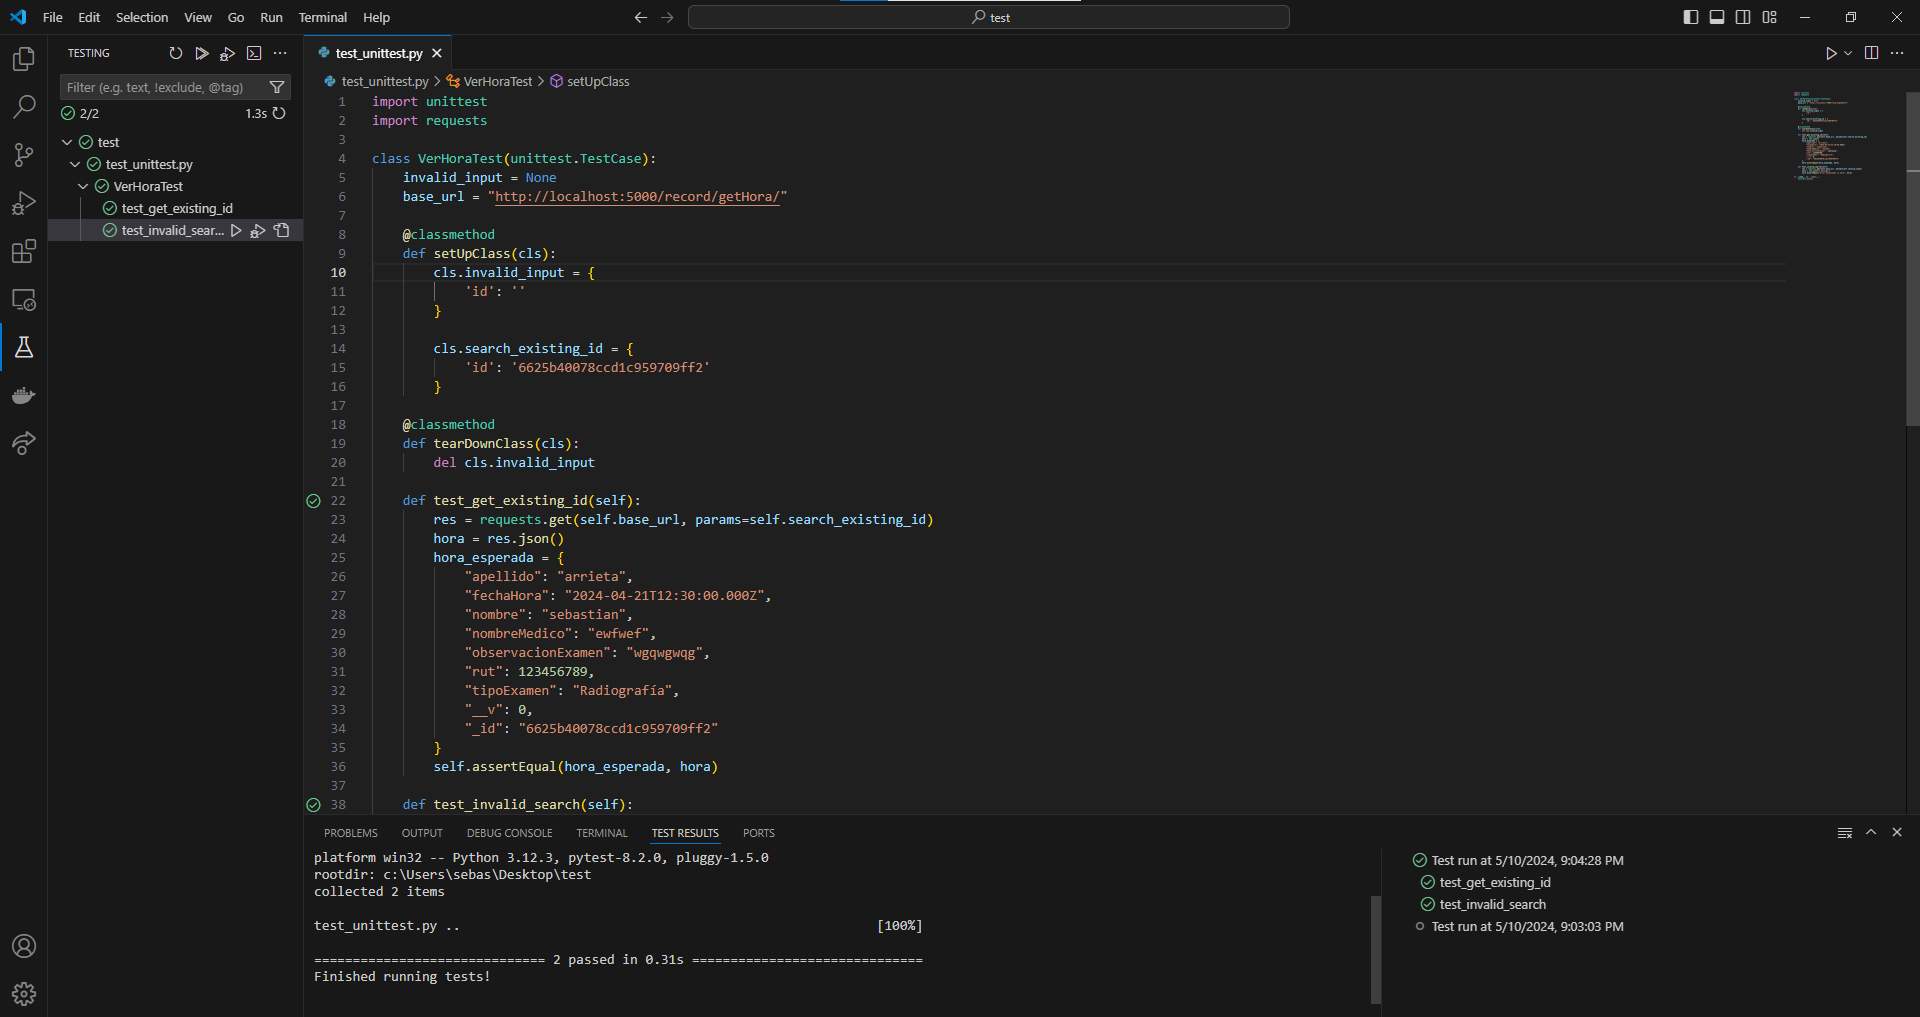 File Edit Selection View Go Run Terminal Help
test
TESTING
Filter (e.g. text, !exclude, @tag)
2/2 1.3s
test
test_unittest.py
VerHoraTest
test_get_existing_id
test_invalid_sear...
test_unittest.py
test_unittest.py > VerHoraTest > setUpClass
1 import unittest
2 import requests
3
4 class VerHoraTest(unittest.TestCase):
5 invalid_input = None
6 base_url = "http://localhost:5000/record/getHora/"
7
8 @classmethod
9 def setUpClass(cls):
10 cls.invalid_input = {
11 'id': ''
12 }
13
14 cls.search_existing_id = {
15 'id': '6625b40078ccd1c959709ff2'
16 }
17
18 @classmethod
19 def tearDownClass(cls):
20 del cls.invalid_input
21
22 def test_get_existing_id(self):
23 res = requests.get(self.base_url, params=self.search_existing_id)
24 hora = res.json()
25 hora_esperada = {
26 "apellido": "arrieta",
27 "fechaHora": "2024-04-21T12:30:00.000Z",
28 "nombre": "sebastian",
29 "nombreMedico": "ewfwef",
30 "observacionExamen": "wgqwgwqg",
31 "rut": 123456789,
32 "tipoExamen": "Radiografía",
33 "__v": 0,
34 "_id": "6625b40078ccd1c959709ff2"
35 }
36 self.assertEqual(hora_esperada, hora)
37
38 def test_invalid_search(self):
PROBLEMS OUTPUT DEBUG CONSOLE TERMINAL TEST RESULTS PORTS
platform win32 -- Python 3.12.3, pytest-8.2.0, pluggy-1.5.0
rootdir: c:\Users\sebas\Desktop\test
collected 2 items
test_unittest.py .. [100%]
============================== 2 passed in 0.31s ==============================
Finished running tests!
Test run at 5/10/2024, 9:04:28 PM
test_get_existing_id
test_invalid_search
Test run at 5/10/2024, 9:03:03 PM